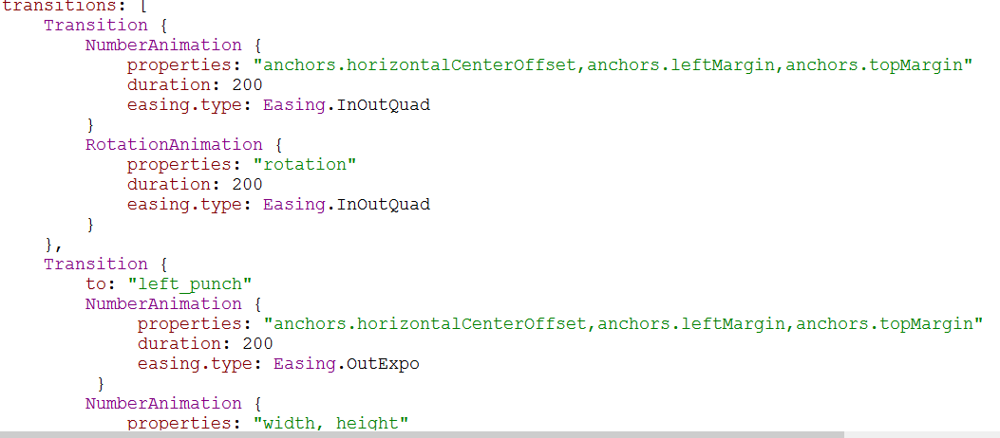 transitions: [
    Transition {
        NumberAnimation {
            properties: "anchors.horizontalCenterOffset,anchors.leftMargin,anchors.topMargin"
            duration: 200
            easing.type: Easing.InOutQuad
        }
        RotationAnimation {
            properties: "rotation"
            duration: 200
            easing.type: Easing.InOutQuad
        }
    },
    Transition {
        to: "left_punch"
        NumberAnimation {
             properties: "anchors.horizontalCenterOffset,anchors.leftMargin,anchors.topMargin"
             duration: 200
             easing.type: Easing.OutExpo
         }
        NumberAnimation {
            properties: "width, height"